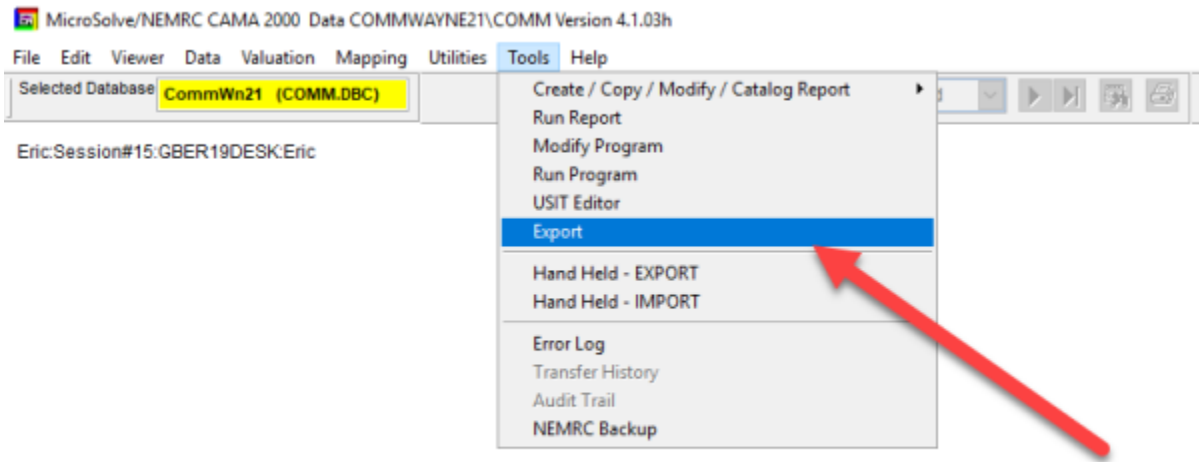 MicroSolve/NEMRC CAMA 2000 Data COMMWAYNE21\COMM Version 4.1.03h
File Edit Viewer Data Valuation Mapping Utilities Tools Help
Selected Database CommWn21 (COMM.DBC)
Eric:Session#15:GBER19DESK:Eric
Create / Copy / Modify / Catalog Report
Run Report
Modify Program
Run Program
USIT Editor
Export
Hand Held - EXPORT
Hand Held - IMPORT
Error Log
Transfer History
Audit Trail
NEMRC Backup